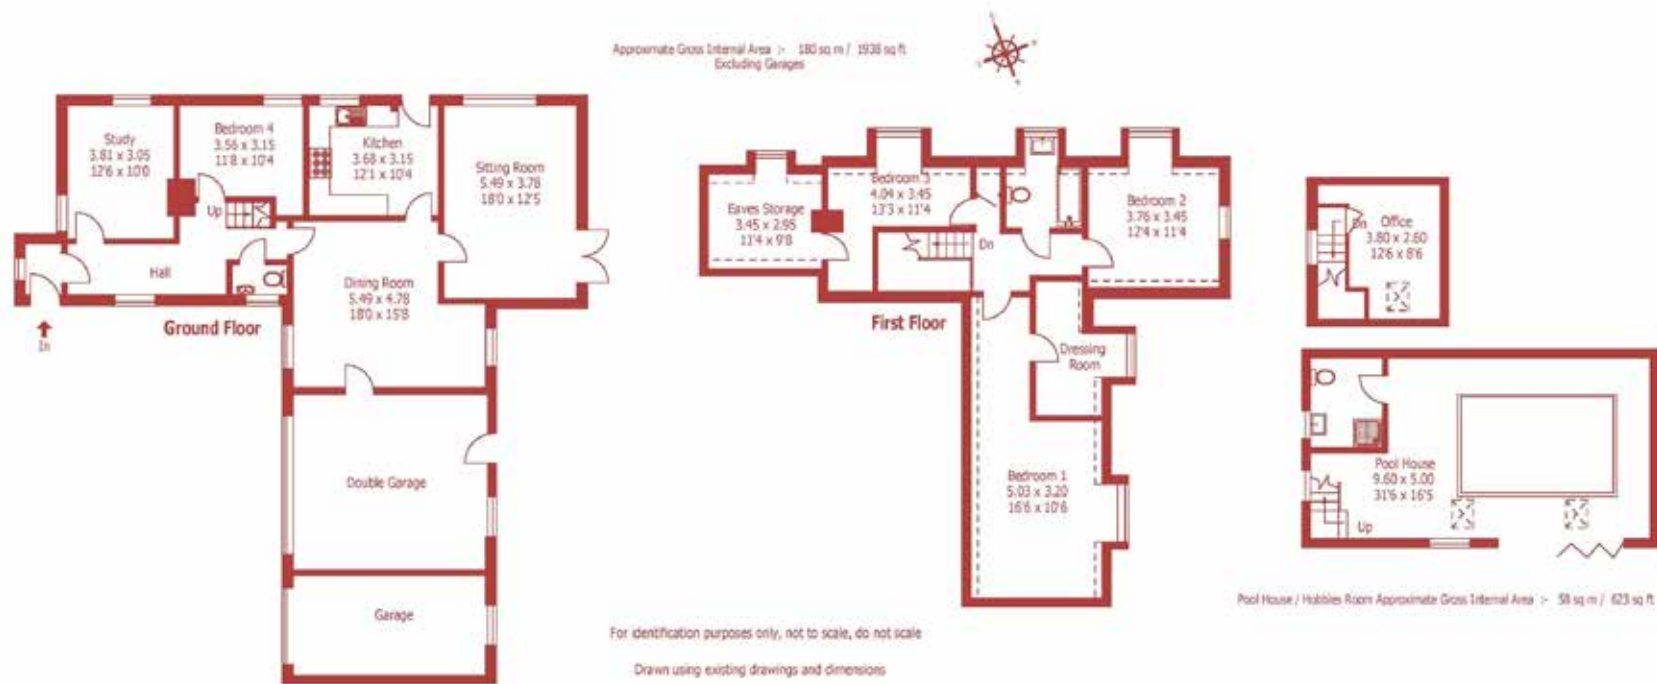 Approximate Gross Internal Area :- 180 sq m / 1938 sq ft
Excluding Garages
Study
3.81 x 3.05
12'6 x 10'0
Bedroom 4
3.56 x 3.15
11'8 x 10'4
Kitchen
3.68 x 3.15
12'1 x 10'4
Sitting Room
5.49 x 3.78
18'0 x 12'5
Up
Hall
Dining Room
5.49 x 4.78
18'0 x 15'8
In
Ground Floor
Double Garage
Garage
Eaves Storage
3.45 x 2.95
11'4 x 9'8
Bedroom 3
4.04 x 3.45
13'3 x 11'4
Dn
Bedroom 2
3.76 x 3.45
12'4 x 11'4
First Floor
Dressing
Room
Bedroom 1
5.03 x 3.20
16'6 x 10'6
Dn
Office
3.80 x 2.60
12'6 x 8'6
Pool House
9.60 x 5.00
31'6 x 16'5
Up
Pool House / Hobbies Room Approximate Gross Internal Area :- 58 sq m / 623 sq ft
For identification purposes only, not to scale, do not scale
Drawn using existing drawings and dimensions